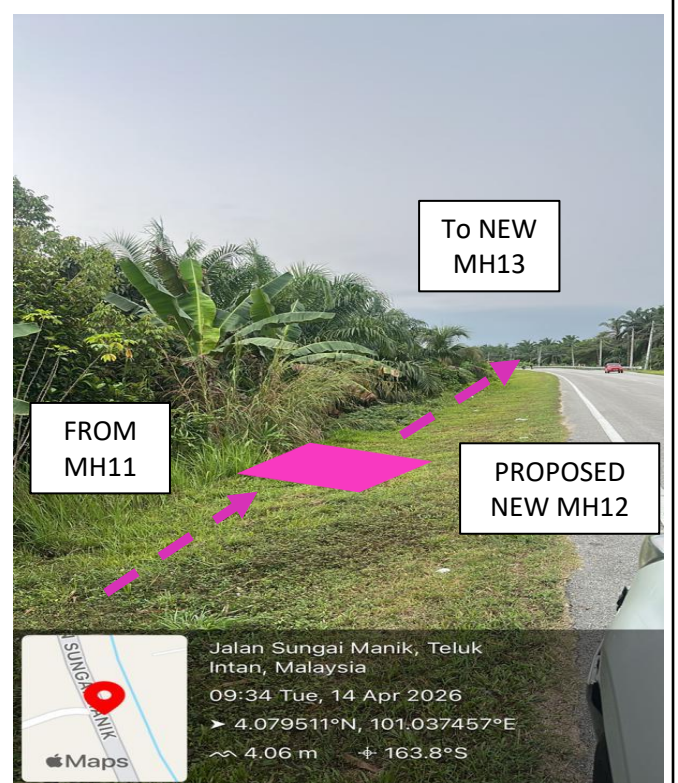 To NEW
MH13
FROM
MH11
PROPOSED
NEW MH12
Jalan Sungai Manik, Teluk
Intan, Malaysia
09:34 Tue, 14 Apr 2026
4.079511°N, 101.037457°E
4.06 m 163.8°S
N SUNGAI MANIK
Maps